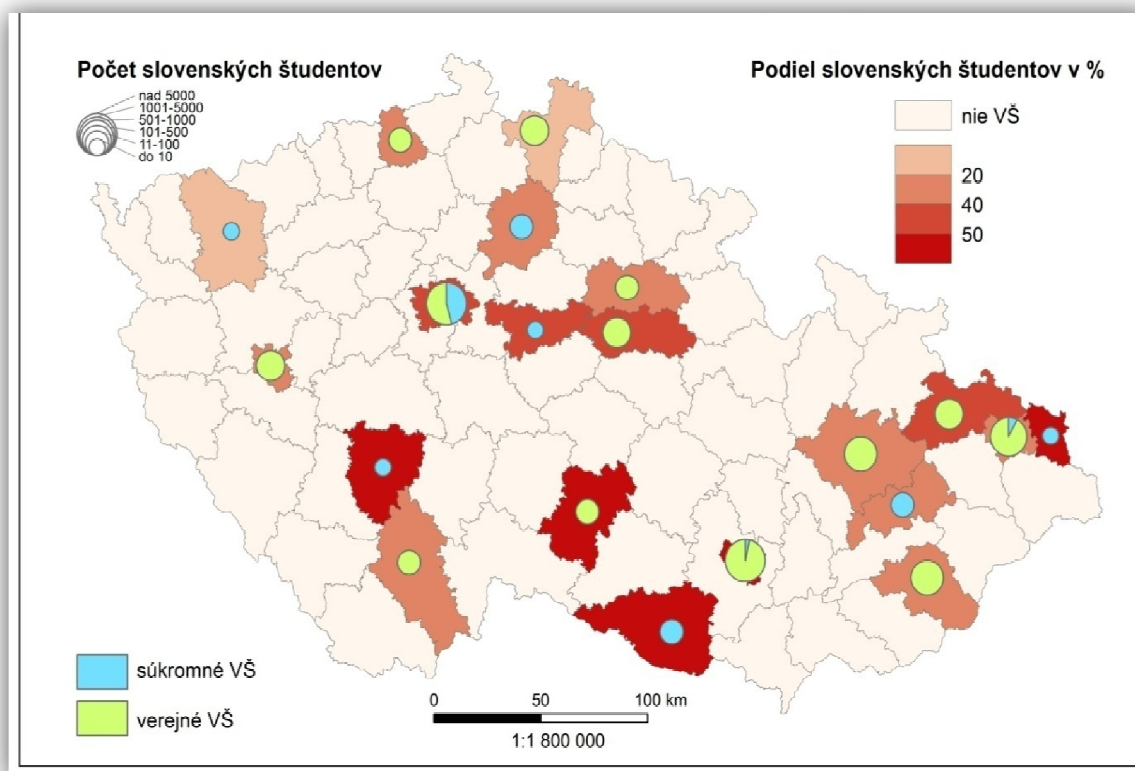 Počet slovenských študentov
nad 5000
1001-5000
501-1000
101-500
11-100
do 10
Podiel slovenských študentov v %
nie VŠ
20
40
50
súkromné VŠ
verejné VŠ
0 50 100 km
1:1 800 000